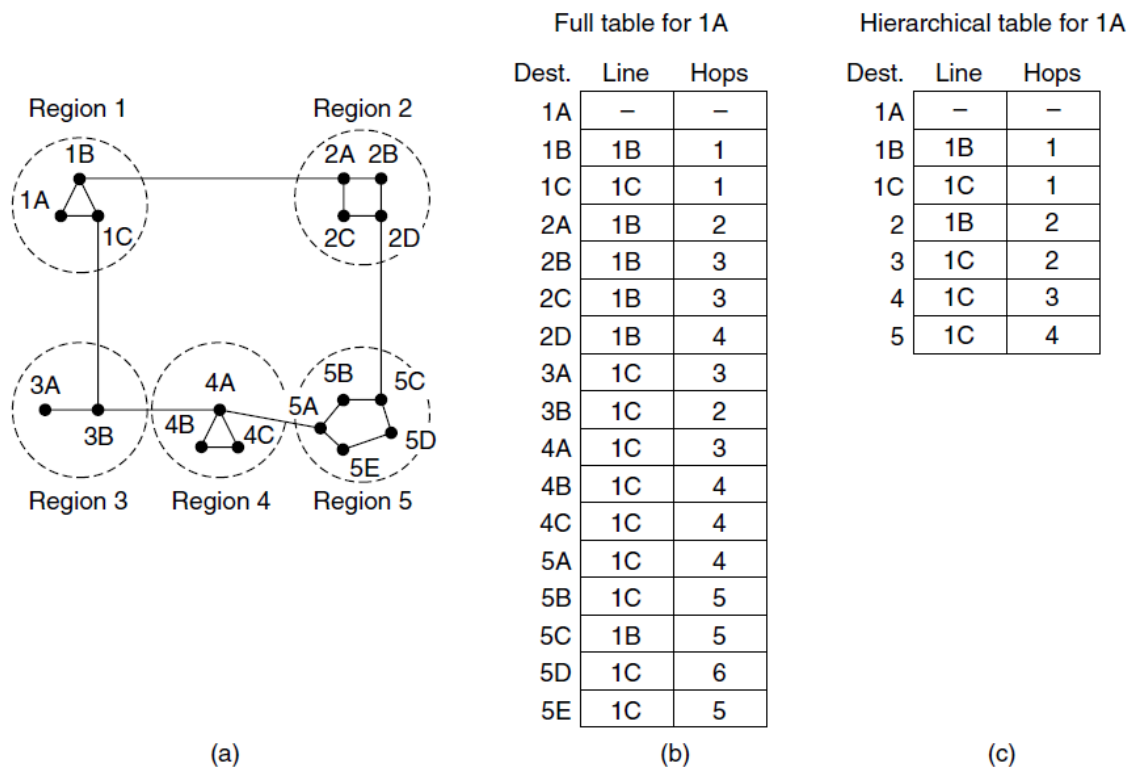 Full table for 1A
Hierarchical table for 1A
Dest. Line Hops
Dest. Line Hops
Region 1
Region 2
1B
2A 2B
1A
1C
2C
2D
3A
3B
4A
4B
4C
5B
5C
5A
5D
5E
Region 3 Region 4 Region 5
1A – –
1B 1B 1
1C 1C 1
2A 1B 2
2B 1B 3
2C 1B 3
2D 1B 4
3A 1C 3
3B 1C 2
4A 1C 3
4B 1C 4
4C 1C 4
5A 1C 4
5B 1C 5
5C 1B 5
5D 1C 6
5E 1C 5
1A – –
1B 1B 1
1C 1C 1
2 1B 2
3 1C 2
4 1C 3
5 1C 4
(a)
(b)
(c)